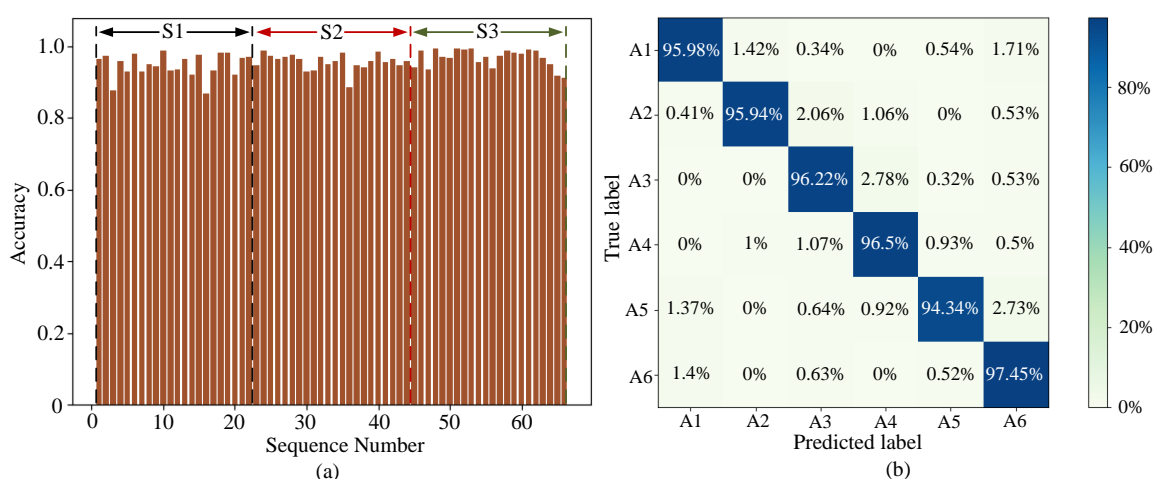 S1 S2 S3
1.0
0.8
0.6
0.4
0.2
0
Accuracy
0 10 20 30 40 50 60
Sequence Number
(a)
A1 95.98% 1.42% 0.34% 0% 0.54% 1.71%
A2 0.41% 95.94% 2.06% 1.06% 0% 0.53%
A3 0% 0% 96.22% 2.78% 0.32% 0.53%
A4 0% 1% 1.07% 96.5% 0.93% 0.5%
A5 1.37% 0% 0.64% 0.92% 94.34% 2.73%
A6 1.4% 0% 0.63% 0% 0.52% 97.45%
True label
A1 A2 A3 A4 A5 A6
Predicted label
(b)
80%
60%
40%
20%
0%